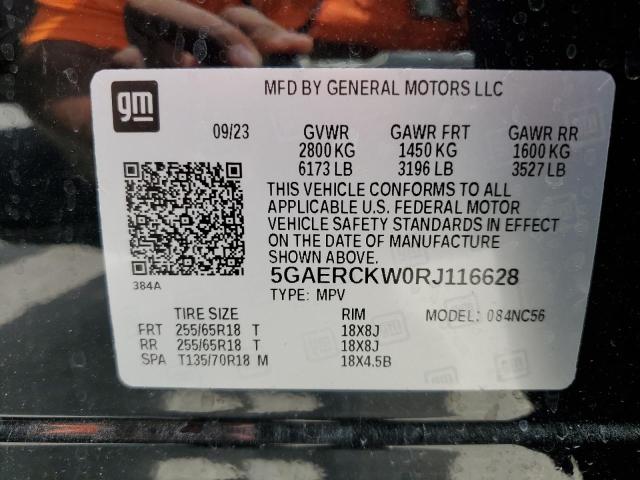 gm
MFD BY GENERAL MOTORS LLC
09/23 GVWR GAWR FRT GAWR RR
2800 KG 1450 KG 1600 KG
6173 LB 3196 LB 3527 LB
THIS VEHICLE CONFORMS TO ALL
APPLICABLE U.S. FEDERAL MOTOR
VEHICLE SAFETY STANDARDS IN EFFECT
ON THE DATE OF MANUFACTURE
SHOWN ABOVE.
384A
5GAERCKW0RJ116628
TYPE: MPV
TIRE SIZE RIM MODEL: 084NC56
FRT 255/65R18 T 18X8J
RR 255/65R18 T 18X8J
SPA T135/70R18 M 18X4.5B